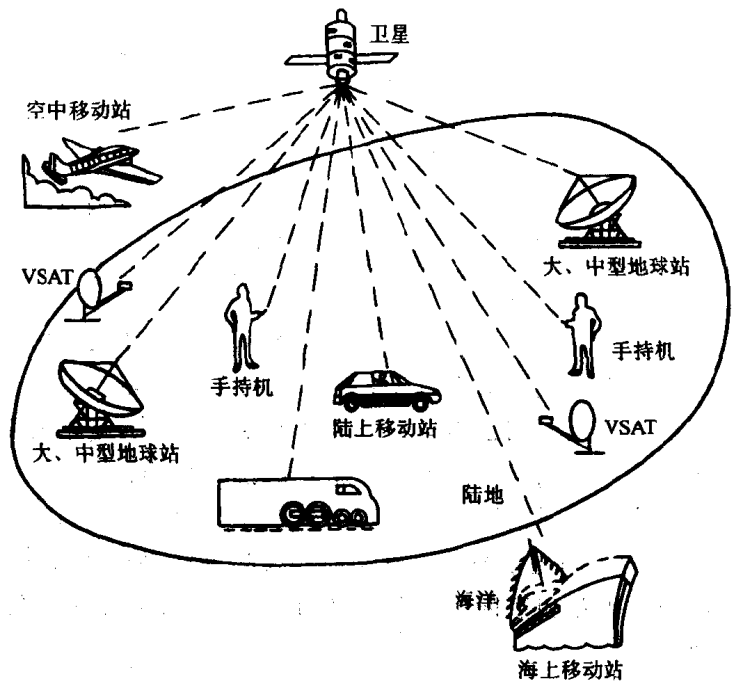 卫星
空中移动站
VSAT
大、中型地球站
手持机
手持机
陆上移动站
VSAT
大、中型地球站
陆地
海洋
海上移动站